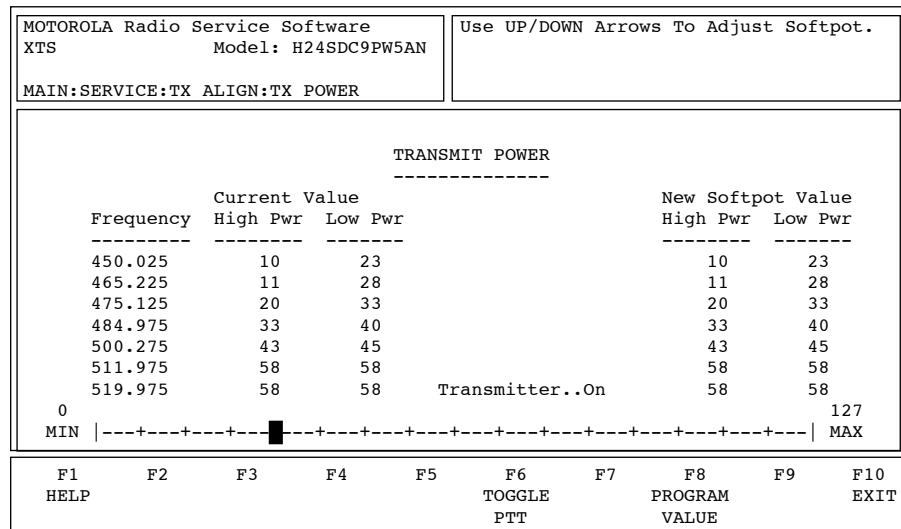 MOTOROLA Radio Service Software
XTS Model: H24SDC9PW5AN
MAIN:SERVICE:TX ALIGN:TX POWER
Use UP/DOWN Arrows To Adjust Softpot.
TRANSMIT POWER
--------------
Current Value New Softpot Value
Frequency High Pwr Low Pwr High Pwr Low Pwr
--------- -------- ------- -------- -------
450.025 10 23 10 23
465.225 11 28 11 28
475.125 20 33 20 33
484.975 33 40 33 40
500.275 43 45 43 45
511.975 58 58 58 58
519.975 58 58 Transmitter..On 58 58
0 127
MIN |---+---+---+---█---+---+---+---+---+---+---+---+---+---| MAX
F1 F2 F3 F4 F5 F6 F7 F8 F9 F10
HELP TOGGLE PROGRAM EXIT
PTT VALUE